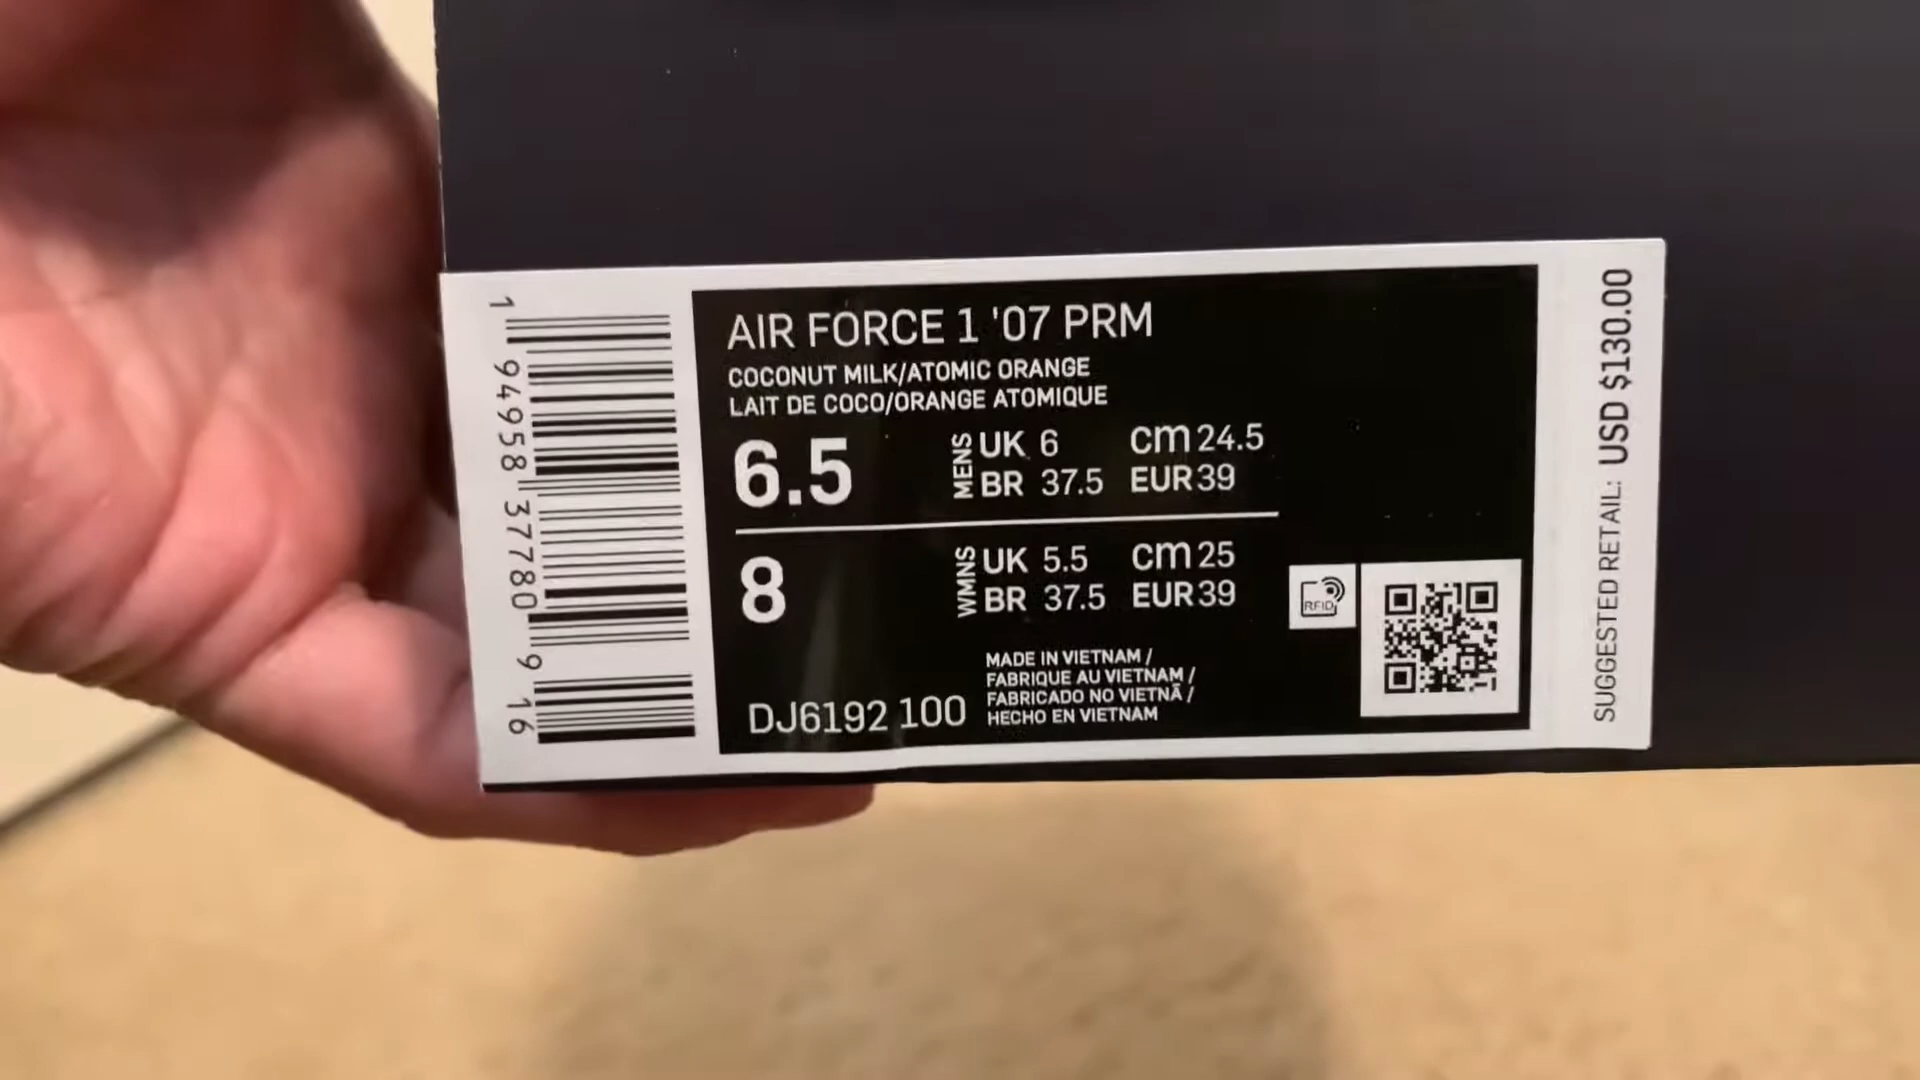 AIR FORCE 1 '07 PRM
COCONUT MILK/ATOMIC ORANGE
LAIT DE COCO/ORANGE ATOMIQUE
6.5 MENS UK 6 cm 24.5
BR 37.5 EUR 39
8 WMNS UK 5.5 cm 25
BR 37.5 EUR 39
RFID
MADE IN VIETNAM /
FABRIQUE AU VIETNAM /
FABRICADO NO VIETNÃ /
HECHO EN VIETNAM
DJ6192 100
1 94958 37780 9 16
SUGGESTED RETAIL: USD $130.00